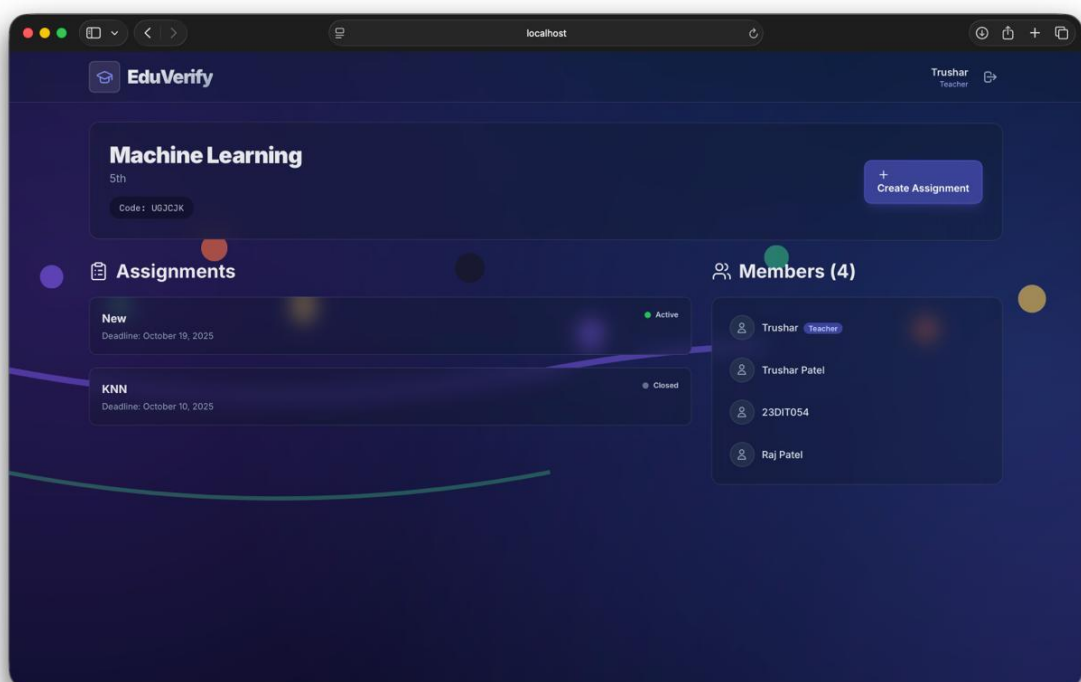 localhost
EduVerify
Trushar
Teacher
Machine Learning
5th
Code: UGJCJK
+
Create Assignment
Assignments
New
Deadline: October 19, 2025
Active
KNN
Deadline: October 10, 2025
Closed
Members (4)
Trushar Teacher
Trushar Patel
23DIT054
Raj Patel